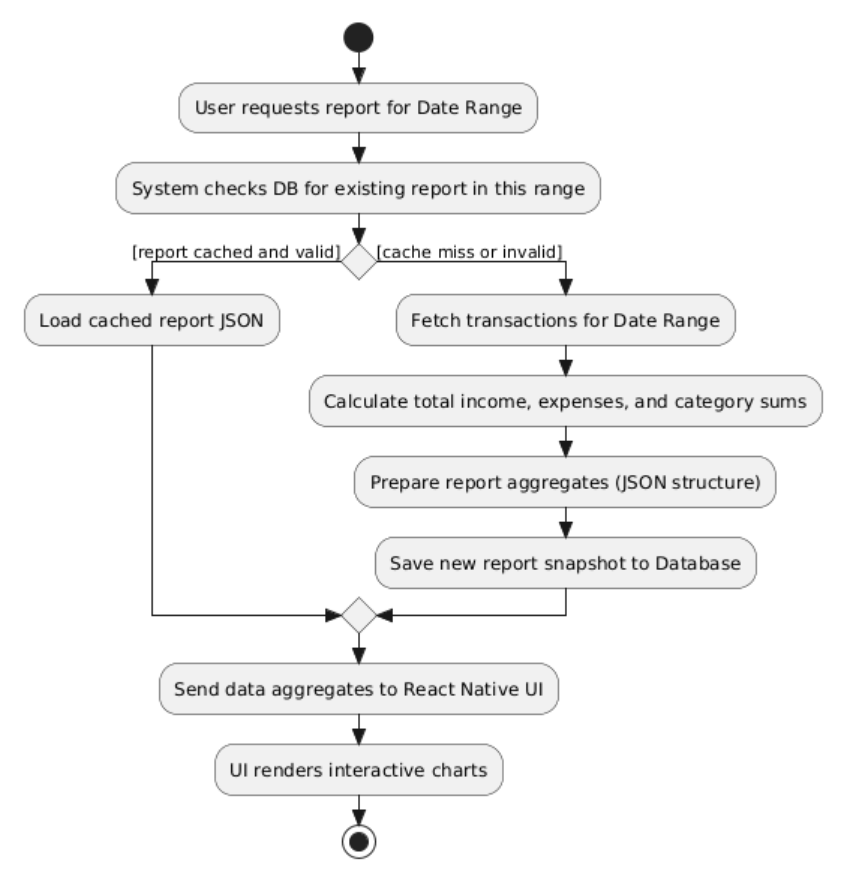 User requests report for Date Range
System checks DB for existing report in this range
[report cached and valid]
[cache miss or invalid]
Load cached report JSON
Fetch transactions for Date Range
Calculate total income, expenses, and category sums
Prepare report aggregates (JSON structure)
Save new report snapshot to Database
Send data aggregates to React Native UI
UI renders interactive charts